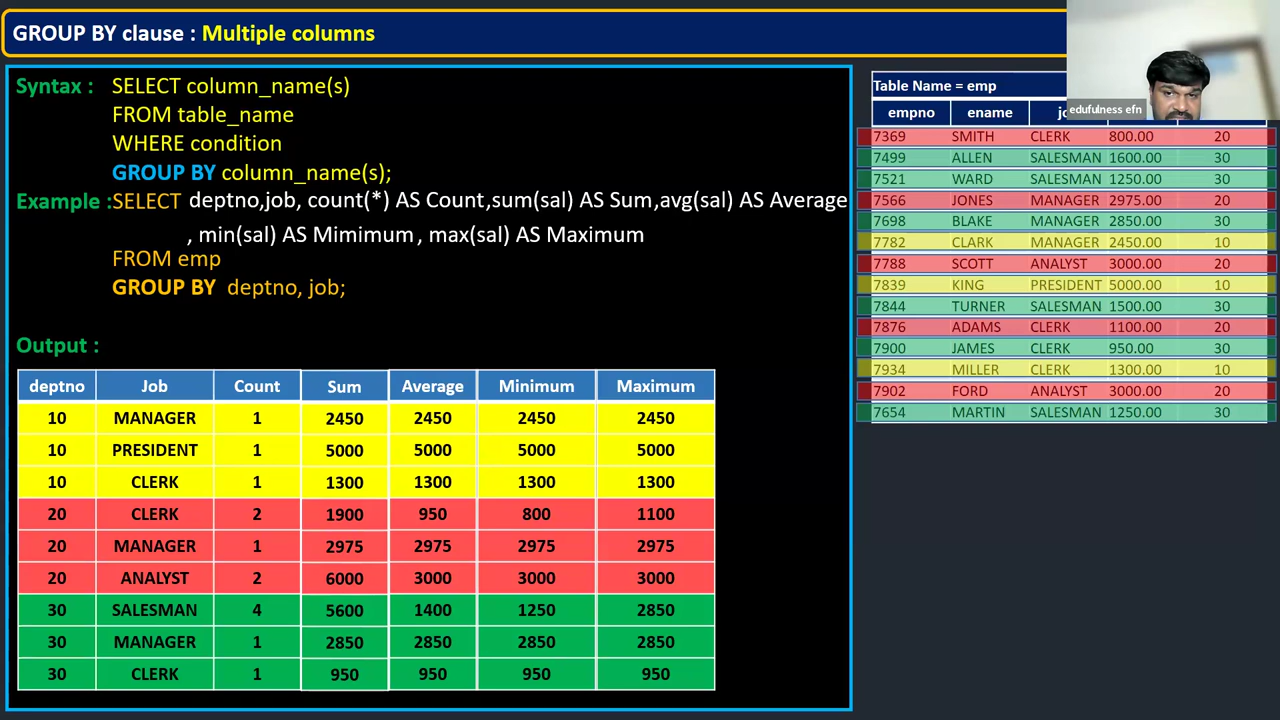 GROUP BY clause : Multiple columns
Syntax : SELECT column_name(s)
FROM table_name
WHERE condition
GROUP BY column_name(s);
Example :SELECT deptno,job, count(*) AS Count,sum(sal) AS Sum,avg(sal) AS Average
, min(sal) AS Mimimum , max(sal) AS Maximum
FROM emp
GROUP BY deptno, job;
Output :
deptno Job Count Sum Average Minimum Maximum
10 MANAGER 1 2450 2450 2450 2450
10 PRESIDENT 1 5000 5000 5000 5000
10 CLERK 1 1300 1300 1300 1300
20 CLERK 2 1900 950 800 1100
20 MANAGER 1 2975 2975 2975 2975
20 ANALYST 2 6000 3000 3000 3000
30 SALESMAN 4 5600 1400 1250 2850
30 MANAGER 1 2850 2850 2850 2850
30 CLERK 1 950 950 950 950
Table Name = emp
edufulness efn
empno ename
7369 SMITH CLERK 800.00 20
7499 ALLEN SALESMAN 1600.00 30
7521 WARD SALESMAN 1250.00 30
7566 JONES MANAGER 2975.00 20
7698 BLAKE MANAGER 2850.00 30
7782 CLARK MANAGER 2450.00 10
7788 SCOTT ANALYST 3000.00 20
7839 KING PRESIDENT 5000.00 10
7844 TURNER SALESMAN 1500.00 30
7876 ADAMS CLERK 1100.00 20
7900 JAMES CLERK 950.00 30
7934 MILLER CLERK 1300.00 10
7902 FORD ANALYST 3000.00 20
7654 MARTIN SALESMAN 1250.00 30